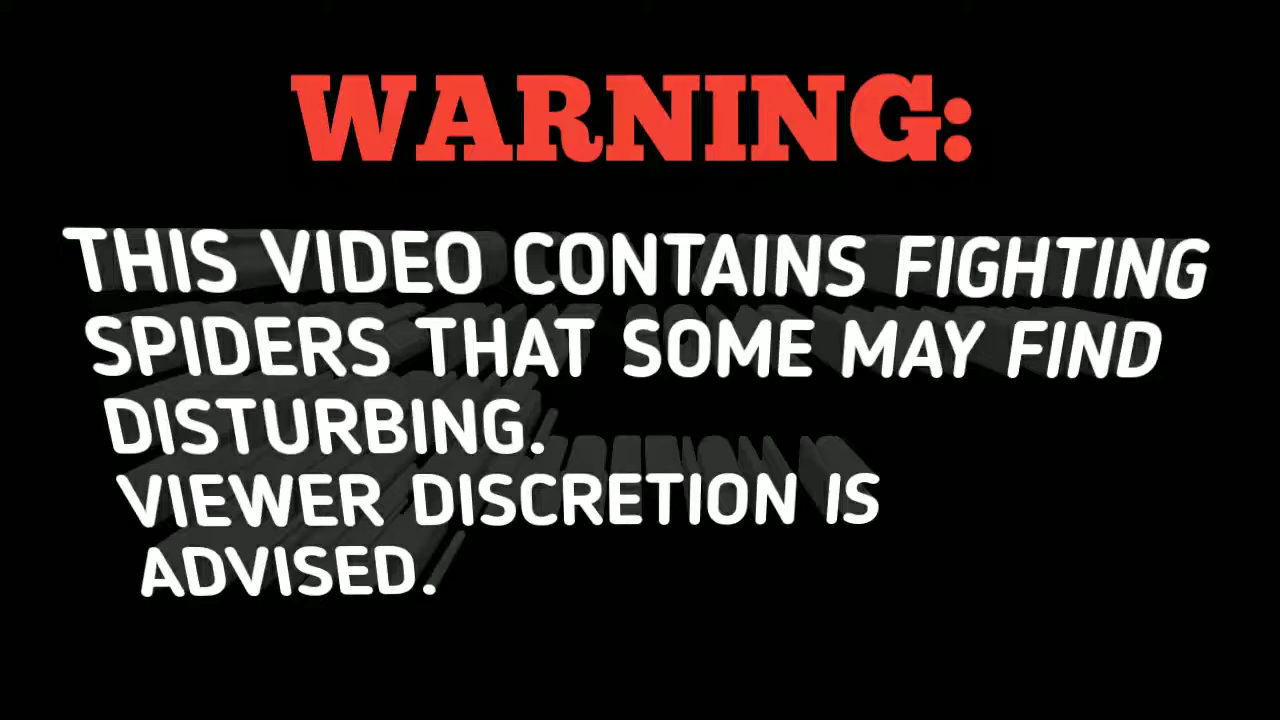 WARNING:
THIS VIDEO CONTAINS FIGHTING
SPIDERS THAT SOME MAY FIND
DISTURBING.
VIEWER DISCRETION IS
ADVISED.